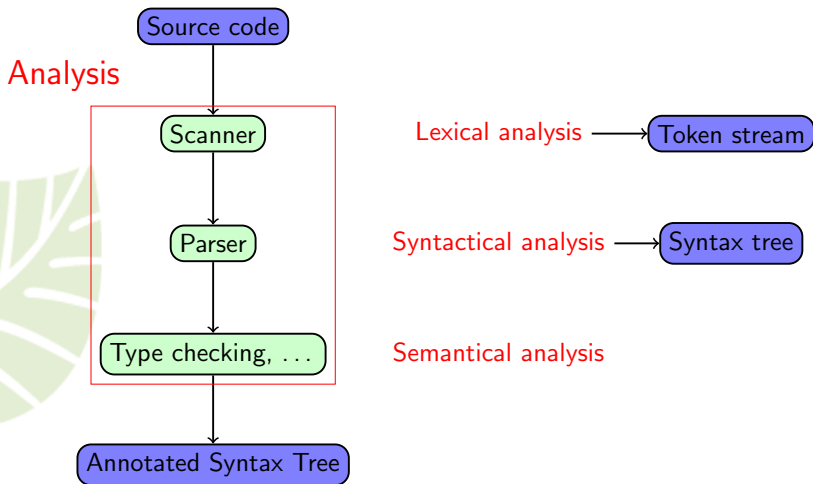 Source code
Analysis
Scanner
Lexical analysis
Token stream
Parser
Syntactical analysis
Syntax tree
Type checking, ...
Semantical analysis
Annotated Syntax Tree